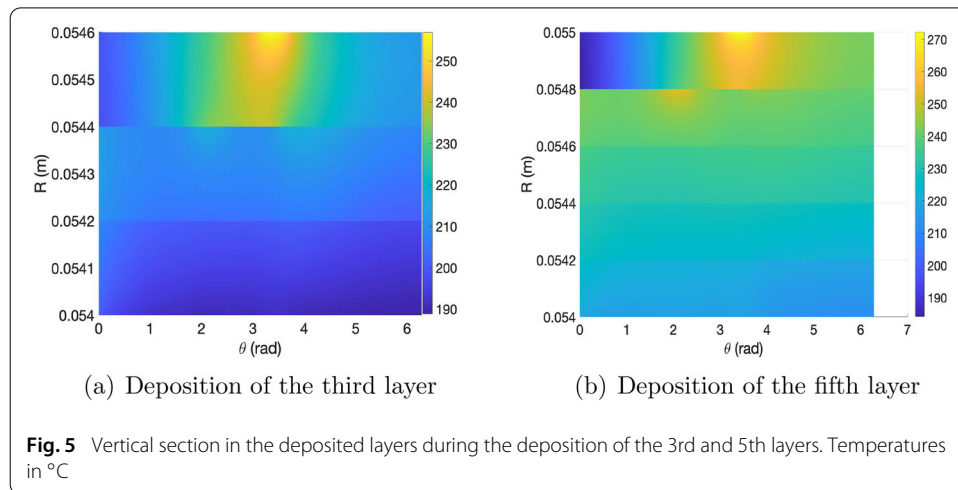 0.0546
0.0545
0.0544
0.0543
0.0542
0.0541
0.054
R (m)
0 1 2 3 4 5 6
θ (rad)
250
240
230
220
210
200
190
(a) Deposition of the third layer
0.055
0.0548
0.0546
0.0544
0.0542
0.054
R (m)
0 1 2 3 4 5 6 7
θ (rad)
270
260
250
240
230
220
210
200
190
(b) Deposition of the fifth layer
Fig. 5 Vertical section in the deposited layers during the deposition of the 3rd and 5th layers. Temperatures
in °C